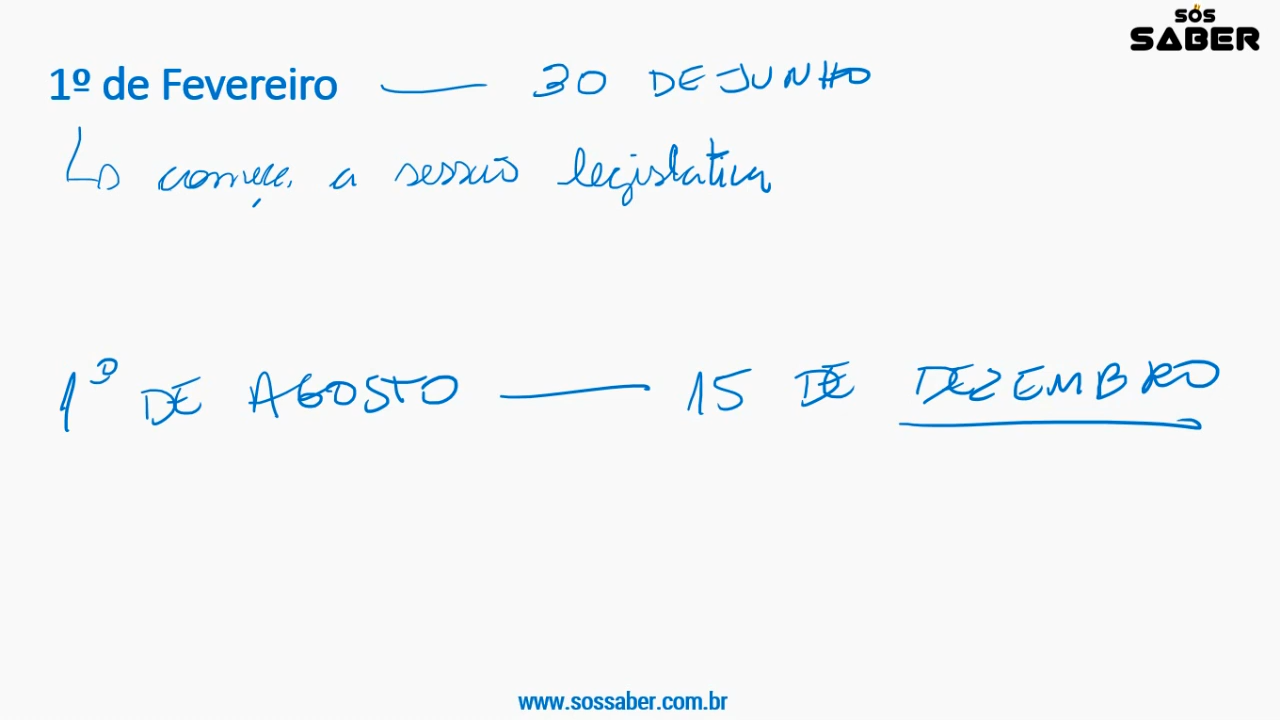 SÓS
SABER
1º de Fevereiro — 30 DE JUNHO
↳ começa a sessão legislativa
1º DE AGOSTO — 15 DE DEZEMBRO
www.sossaber.com.br